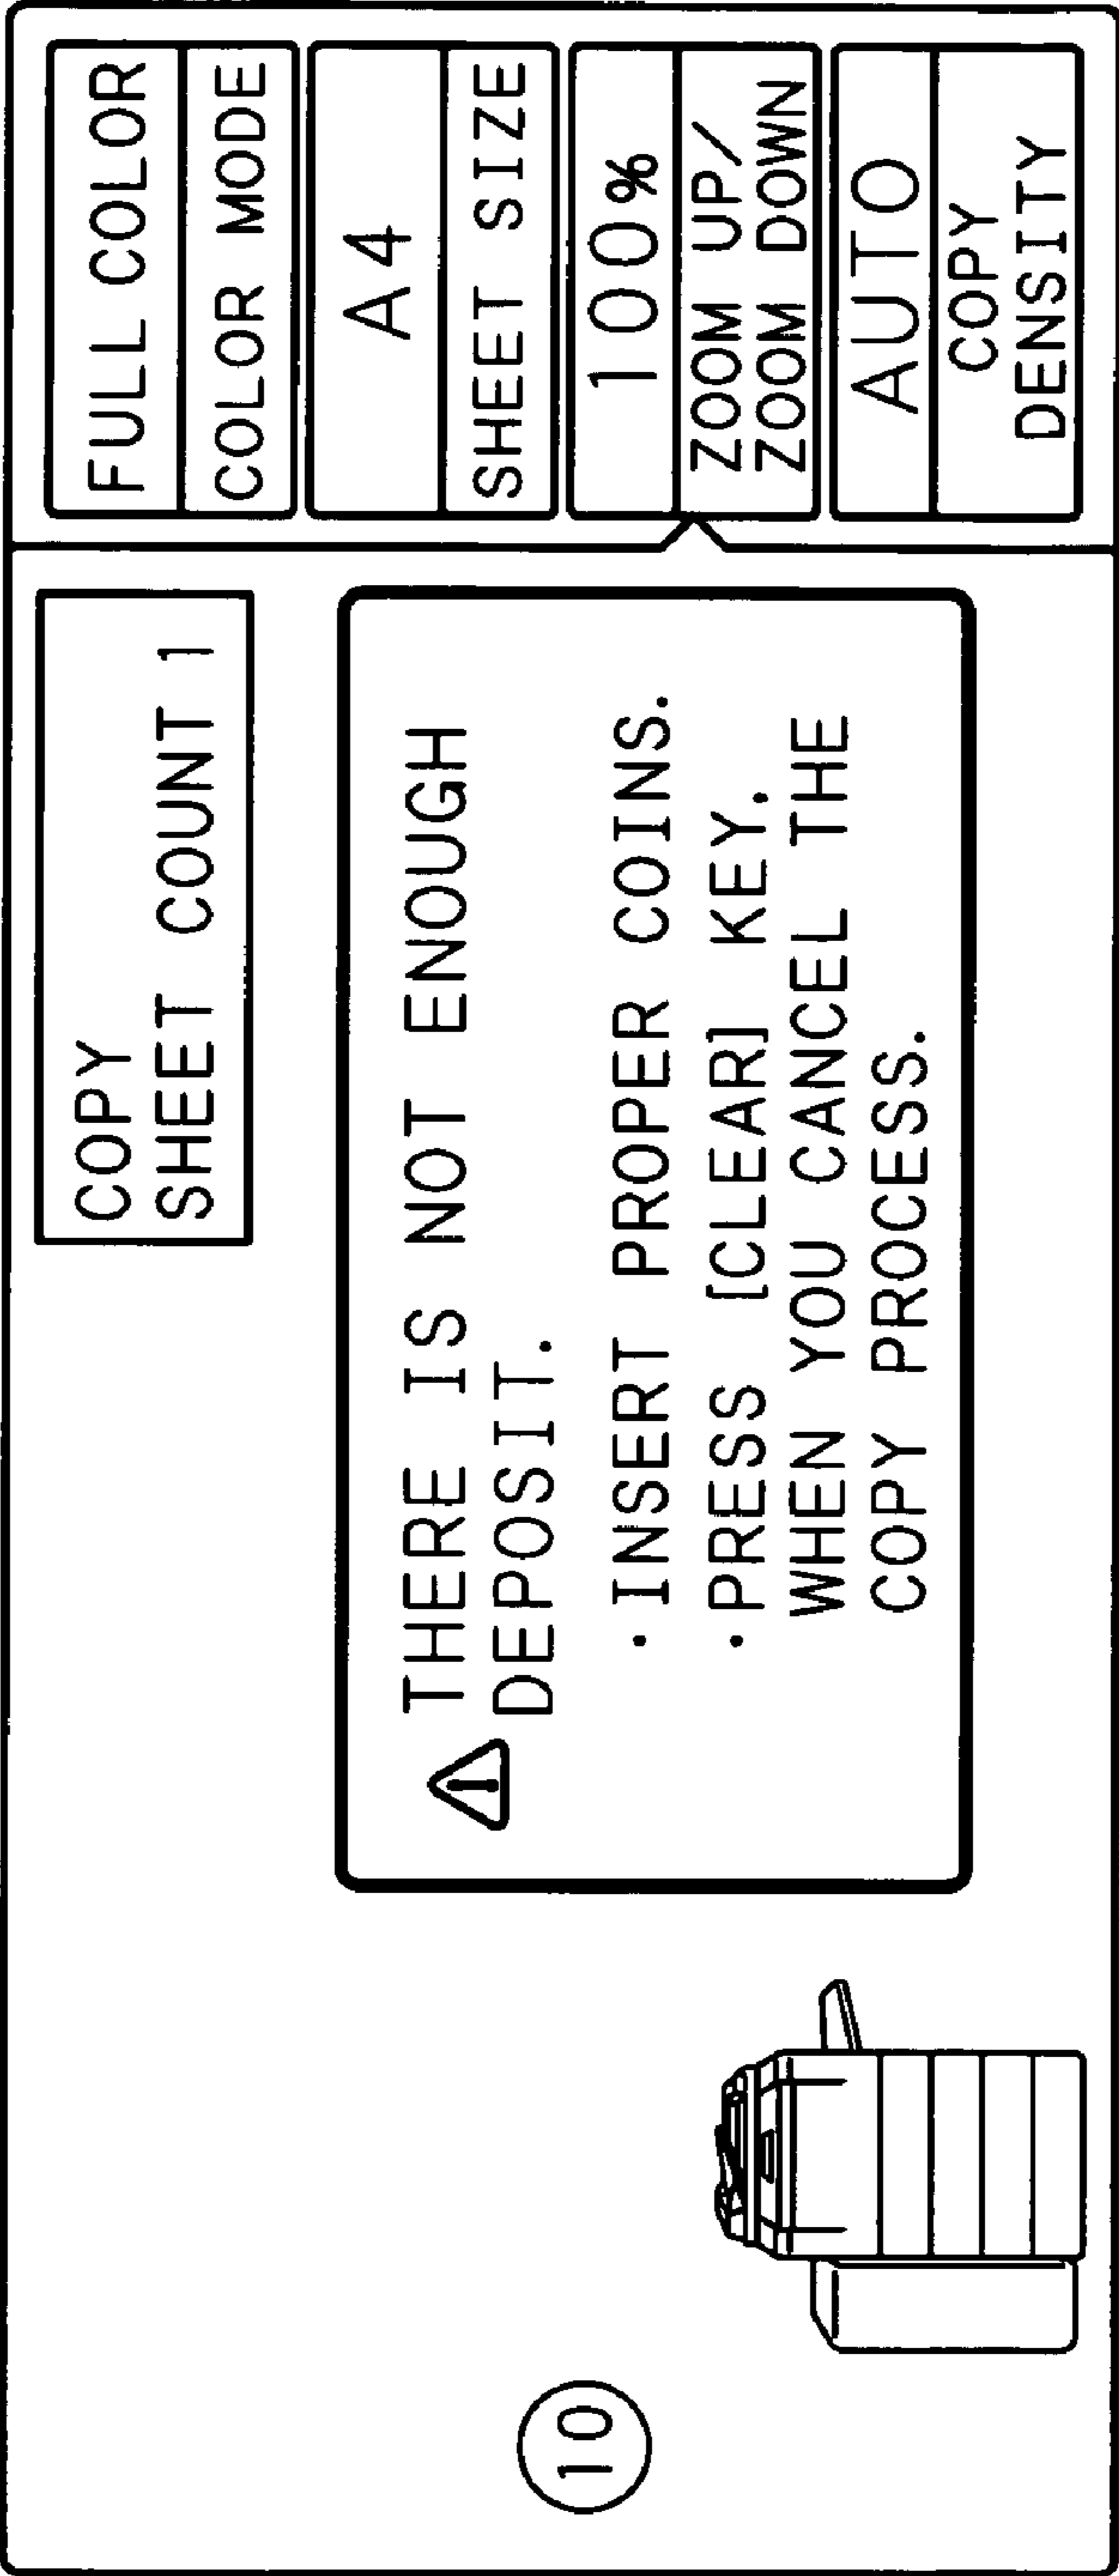 COPY
SHEET COUNT 1
THERE IS NOT ENOUGH
DEPOSIT.
· INSERT PROPER COINS.
· PRESS [CLEAR] KEY.
WHEN YOU CANCEL THE
COPY PROCESS.
10
FULL COLOR
COLOR MODE
A4
SHEET SIZE
100%
ZOOM UP/
ZOOM DOWN
AUTO
COPY
DENSITY